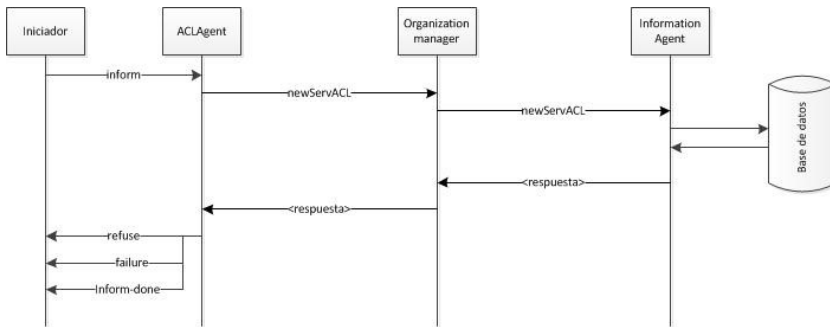 Iniciador
ACLAgent
Organization
manager
Information
Agent
inform
newServACL
newServACL
Base de datos
<respuesta>
<respuesta>
refuse
failure
Inform-done